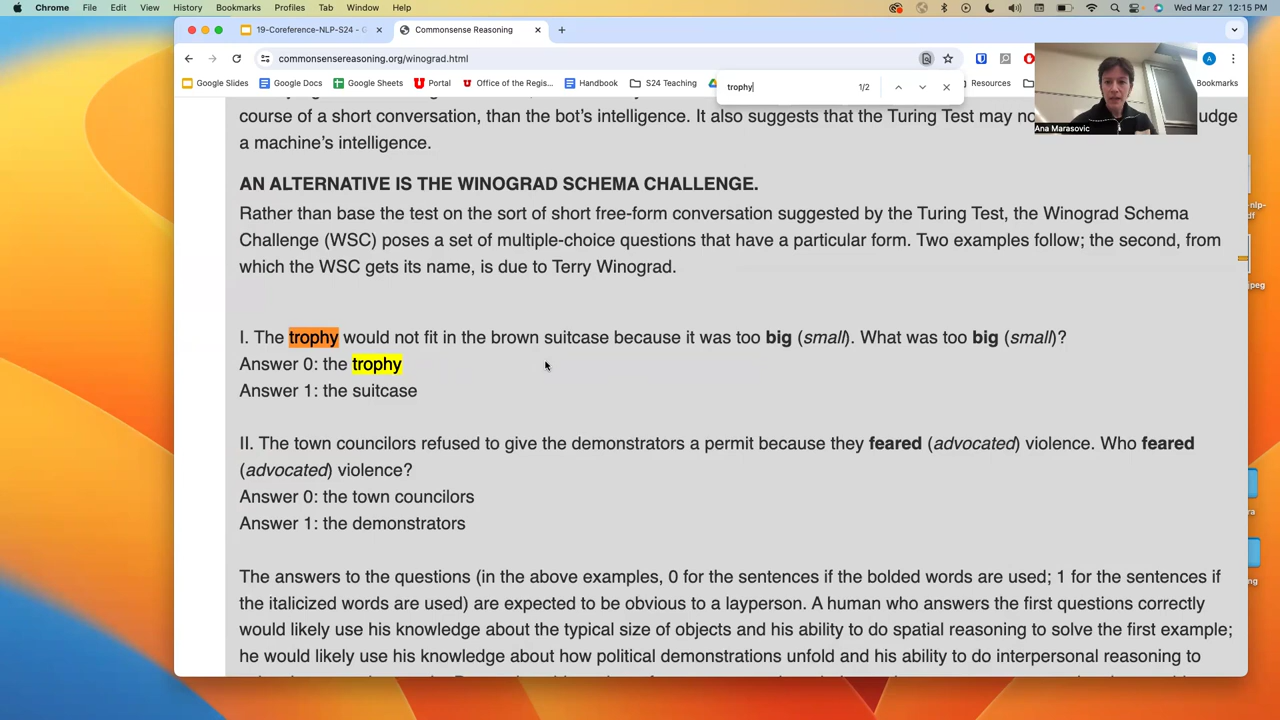 Chrome File Edit View History Bookmarks Profiles Tab Window Help Wed Mar 27 12:15 PM
19-Coreference-NLP-S24 - Commonsense Reasoning
commonsensereasoning.org/winograd.html
Google Slides Google Docs Google Sheets Portal Office of the Regis... Handbook S24 Teaching Resources Bookmarks
trophy 1/2
Ana Marasovic
course of a short conversation, than the bot's intelligence. It also suggests that the Turing Test may udge
a machine's intelligence.
AN ALTERNATIVE IS THE WINOGRAD SCHEMA CHALLENGE.
Rather than base the test on the sort of short free-form conversation suggested by the Turing Test, the Winograd Schema
Challenge (WSC) poses a set of multiple-choice questions that have a particular form. Two examples follow; the second, from
which the WSC gets its name, is due to Terry Winograd.
I. The trophy would not fit in the brown suitcase because it was too big (small). What was too big (small)?
Answer 0: the trophy
Answer 1: the suitcase
II. The town councilors refused to give the demonstrators a permit because they feared (advocated) violence. Who feared
(advocated) violence?
Answer 0: the town councilors
Answer 1: the demonstrators
The answers to the questions (in the above examples, 0 for the sentences if the bolded words are used; 1 for the sentences if
the italicized words are used) are expected to be obvious to a layperson. A human who answers the first questions correctly
would likely use his knowledge about the typical size of objects and his ability to do spatial reasoning to solve the first example;
he would likely use his knowledge about how political demonstrations unfold and his ability to do interpersonal reasoning to